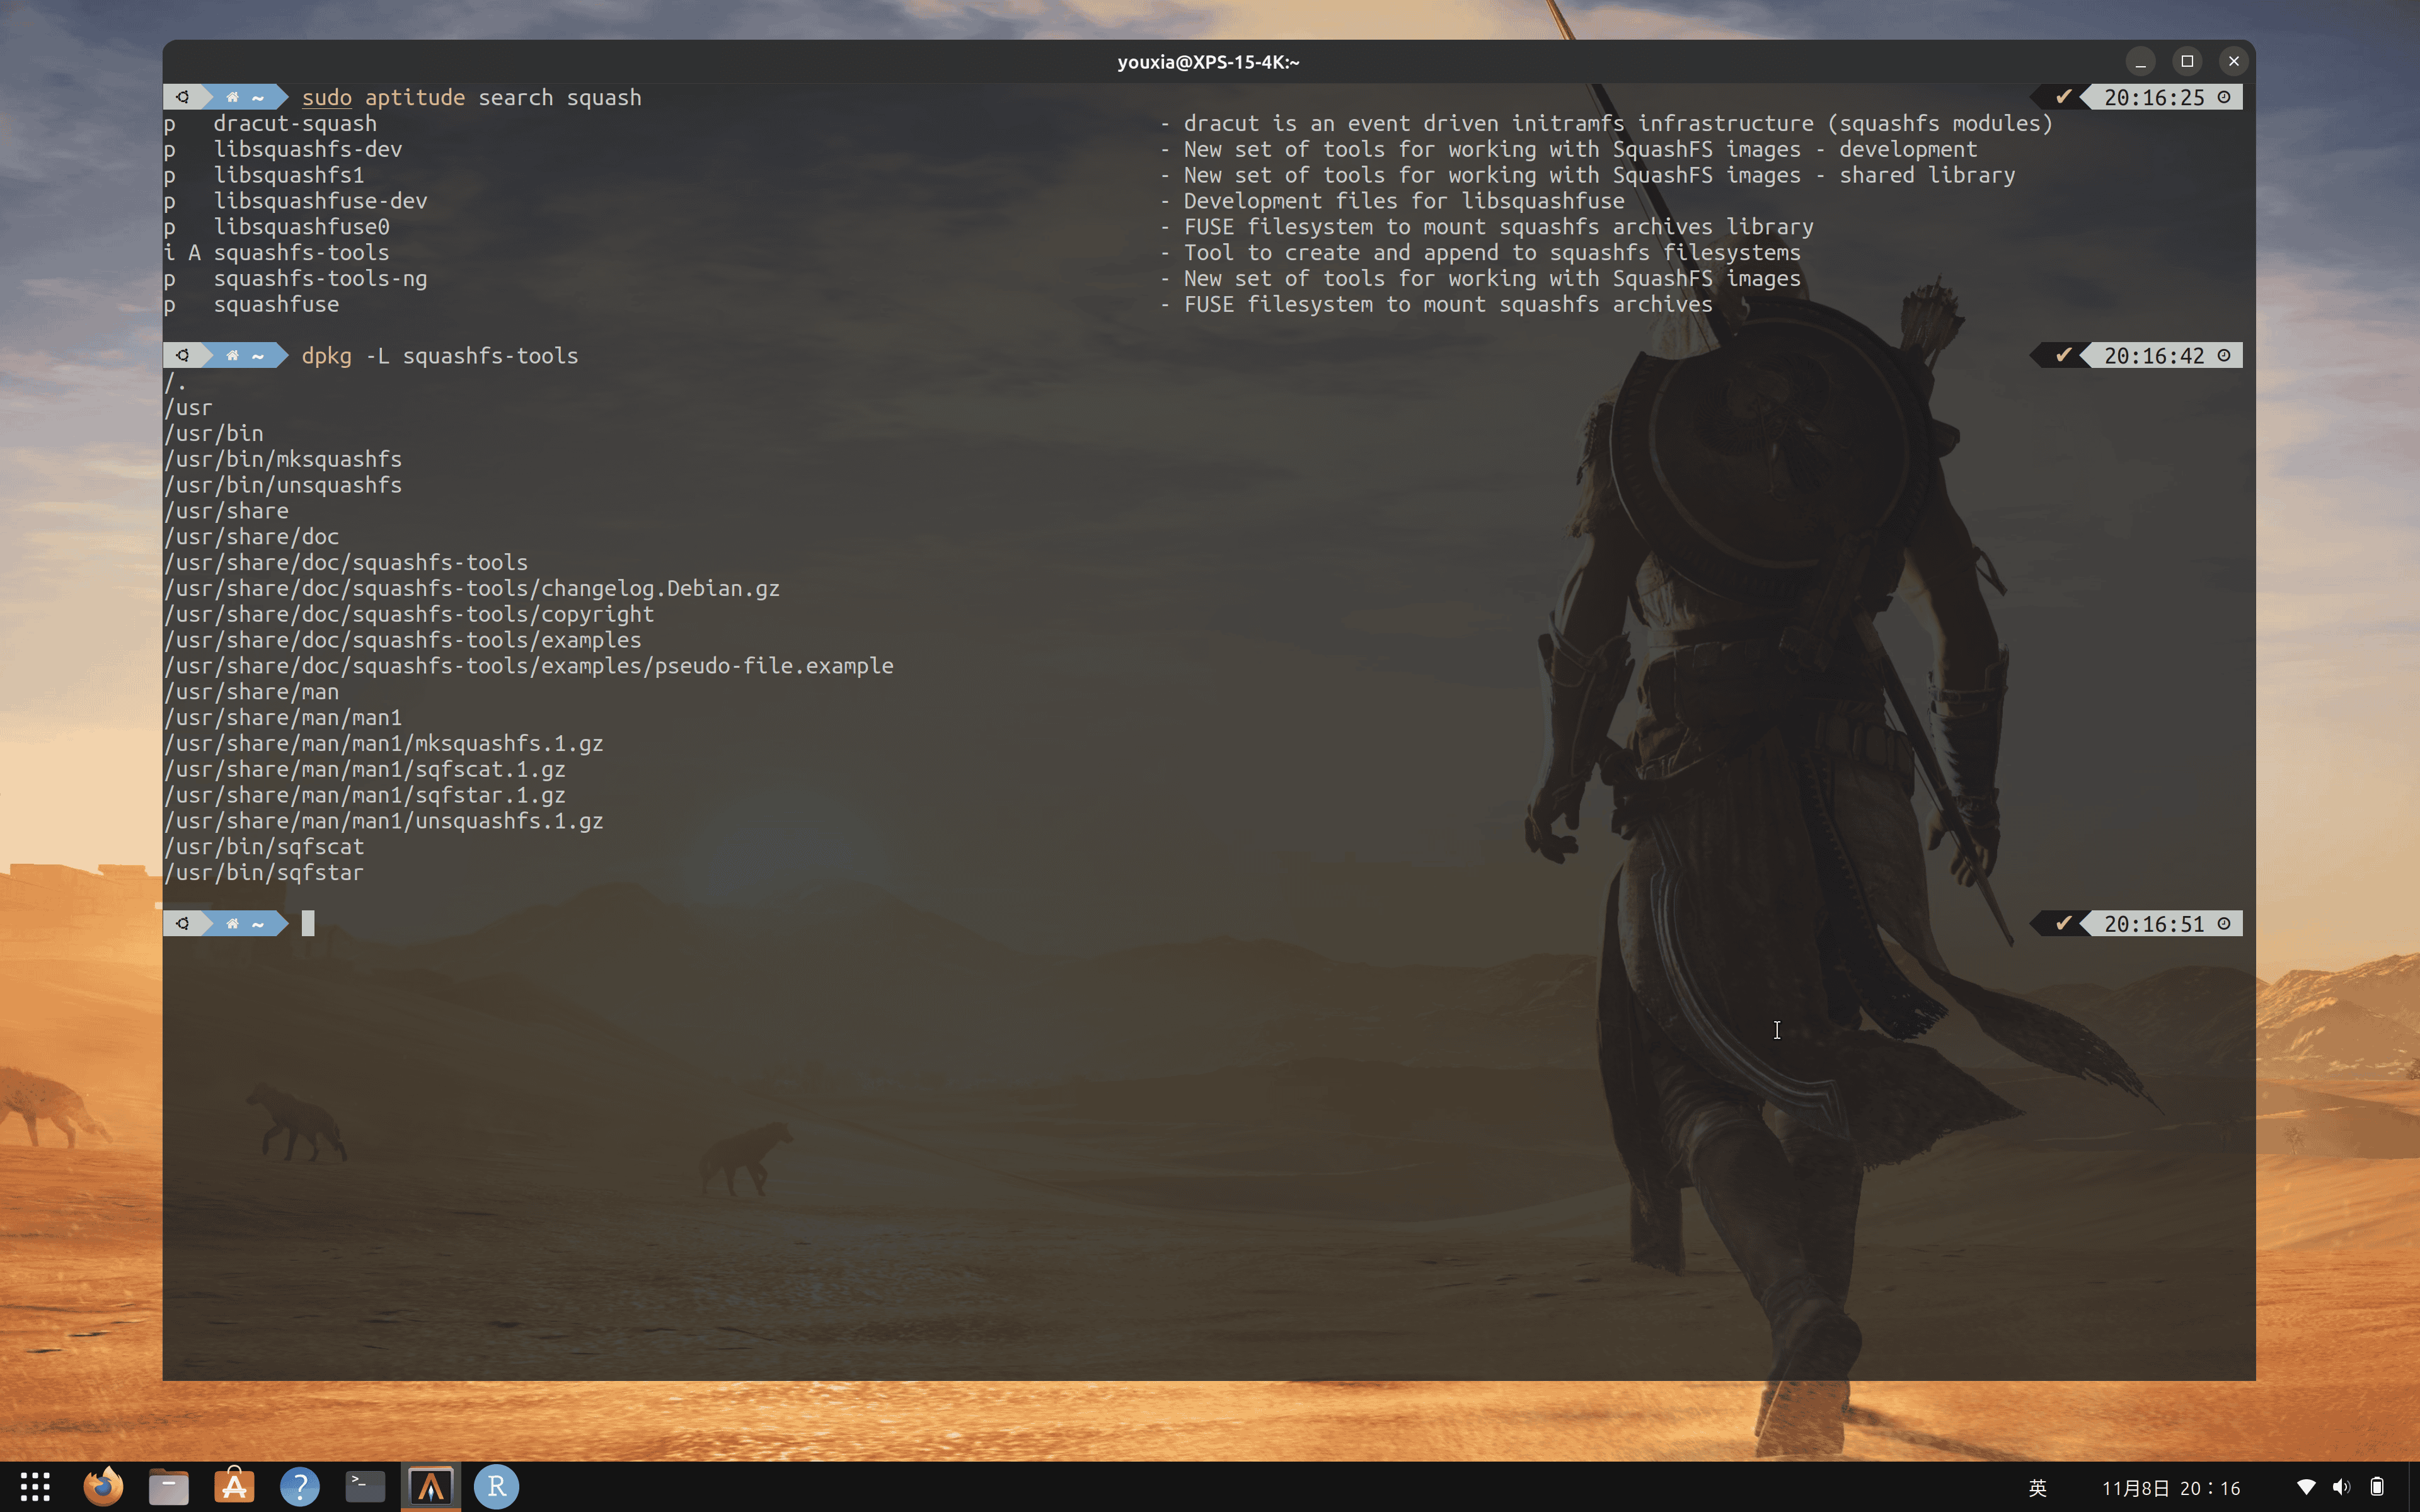 youxia@XPS-15-4K:~
~ sudo aptitude search squash ✔ 20:16:25
p   dracut-squash - dracut is an event driven initramfs infrastructure (squashfs modules)
p   libsquashfs-dev - New set of tools for working with SquashFS images - development
p   libsquashfs1 - New set of tools for working with SquashFS images - shared library
p   libsquashfuse-dev - Development files for libsquashfuse
p   libsquashfuse0 - FUSE filesystem to mount squashfs archives library
i A squashfs-tools - Tool to create and append to squashfs filesystems
p   squashfs-tools-ng - New set of tools for working with SquashFS images
p   squashfuse - FUSE filesystem to mount squashfs archives
~ dpkg -L squashfs-tools ✔ 20:16:42
/.
/usr
/usr/bin
/usr/bin/mksquashfs
/usr/bin/unsquashfs
/usr/share
/usr/share/doc
/usr/share/doc/squashfs-tools
/usr/share/doc/squashfs-tools/changelog.Debian.gz
/usr/share/doc/squashfs-tools/copyright
/usr/share/doc/squashfs-tools/examples
/usr/share/doc/squashfs-tools/examples/pseudo-file.example
/usr/share/man
/usr/share/man/man1
/usr/share/man/man1/mksquashfs.1.gz
/usr/share/man/man1/sqfscat.1.gz
/usr/share/man/man1/sqfstar.1.gz
/usr/share/man/man1/unsquashfs.1.gz
/usr/bin/sqfscat
/usr/bin/sqfstar
~ ✔ 20:16:51
英 11月8日 20：16